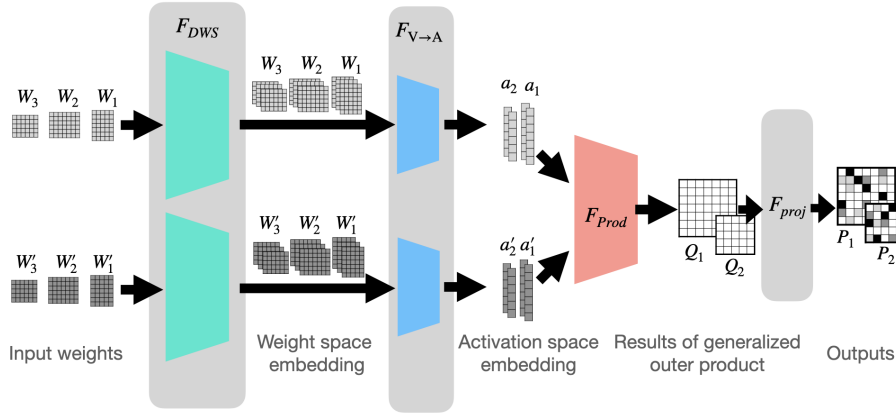 F_DWS
F_V→A
W_3 W_2 W_1
W_3 W_2 W_1
a_2 a_1
F_Prod
F_proj
Q_1
Q_2
P_1
P_2
W'_3 W'_2 W'_1
W'_3 W'_2 W'_1
a'_2 a'_1
Input weights
Weight space
embedding
Activation space
embedding
Results of generalized
outer product
Outputs